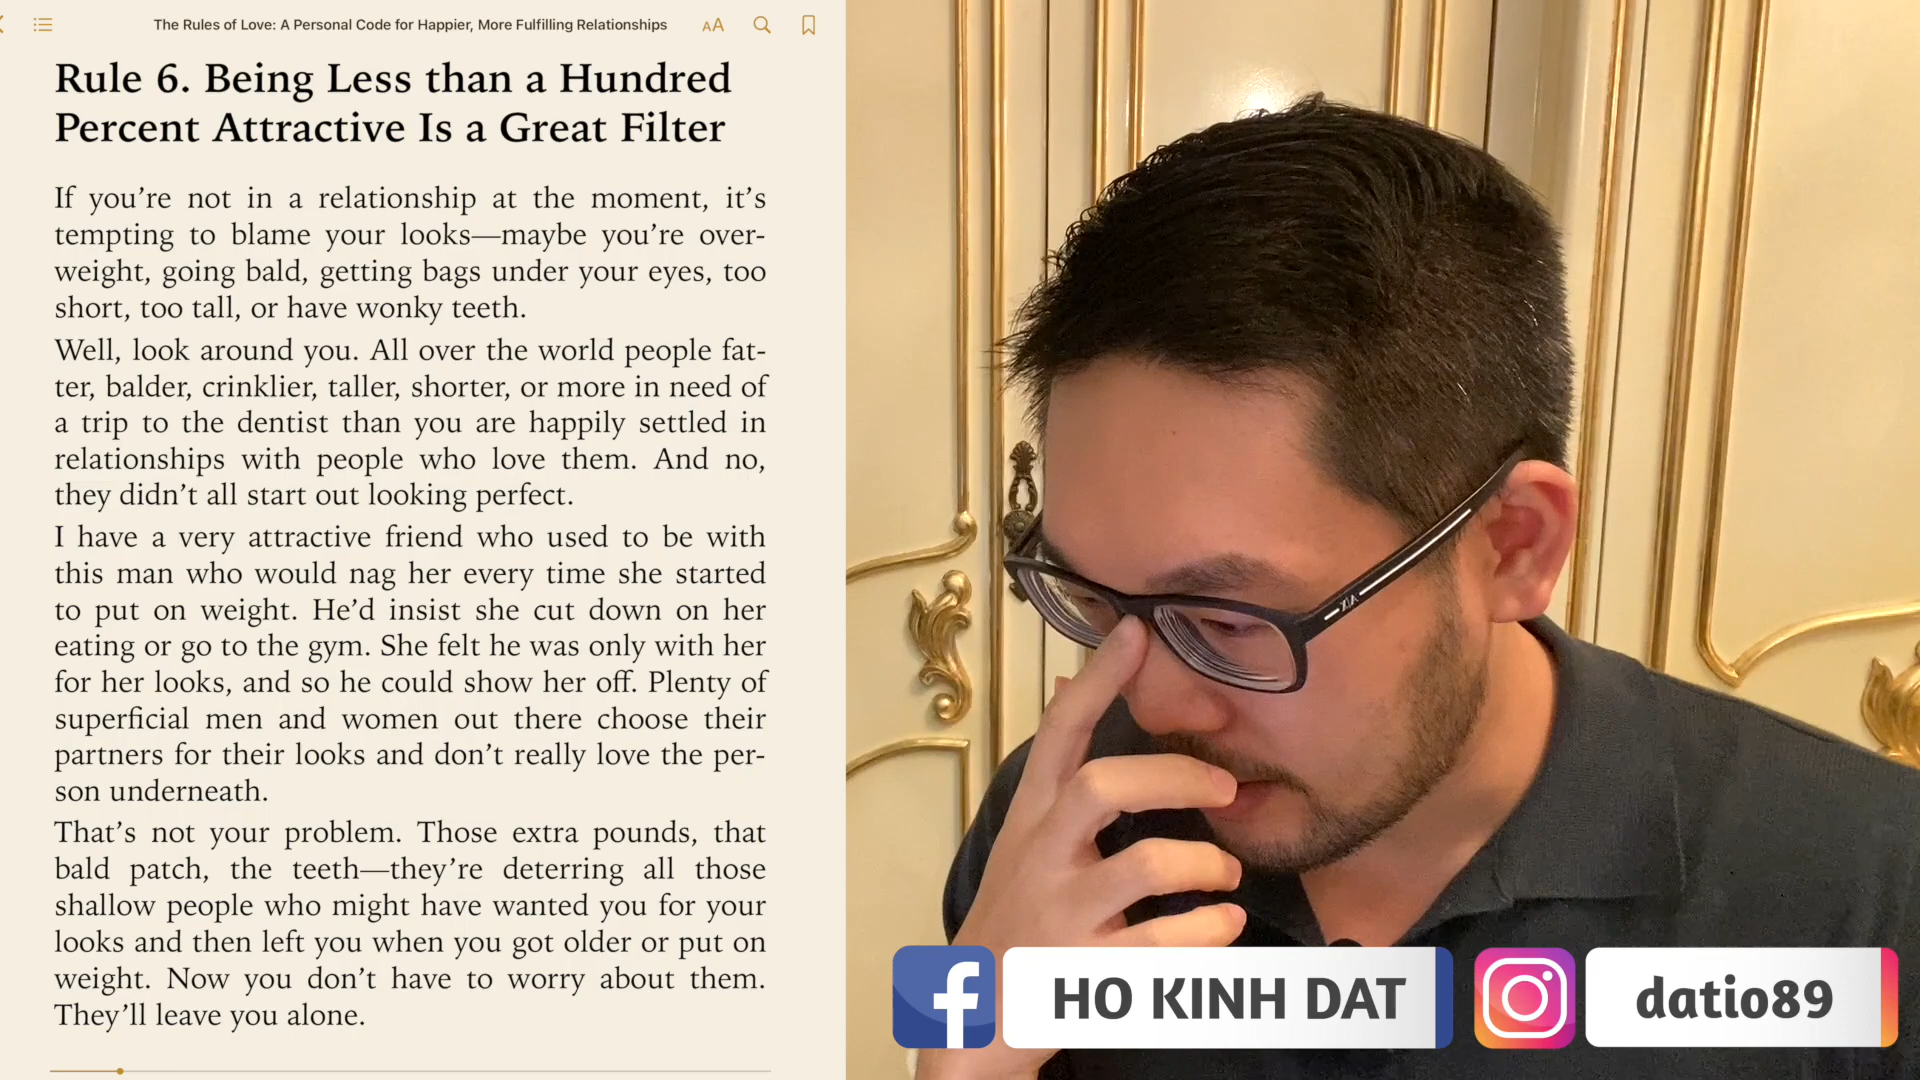 The Rules of Love: A Personal Code for Happier, More Fulfilling Relationships
AA
Rule 6. Being Less than a Hundred
Percent Attractive Is a Great Filter
If you’re not in a relationship at the moment, it’s
tempting to blame your looks—maybe you’re over-
weight, going bald, getting bags under your eyes, too
short, too tall, or have wonky teeth.
Well, look around you. All over the world people fat-
ter, balder, crinklier, taller, shorter, or more in need of
a trip to the dentist than you are happily settled in
relationships with people who love them. And no,
they didn’t all start out looking perfect.
I have a very attractive friend who used to be with
this man who would nag her every time she started
to put on weight. He’d insist she cut down on her
eating or go to the gym. She felt he was only with her
for her looks, and so he could show her off. Plenty of
superficial men and women out there choose their
partners for their looks and don’t really love the per-
son underneath.
That’s not your problem. Those extra pounds, that
bald patch, the teeth—they’re deterring all those
shallow people who might have wanted you for your
looks and then left you when you got older or put on
weight. Now you don’t have to worry about them.
They’ll leave you alone.
A|X
f
HO KINH DAT
datio89